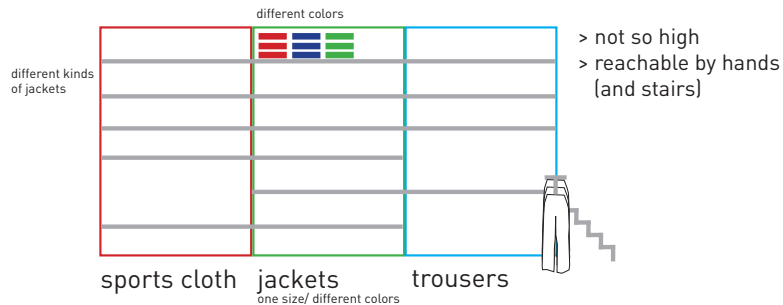 different colors
> not so high
> reachable by hands
(and stairs)
different kinds
of jackets
sports cloth
jackets
trousers
one size/ different colors